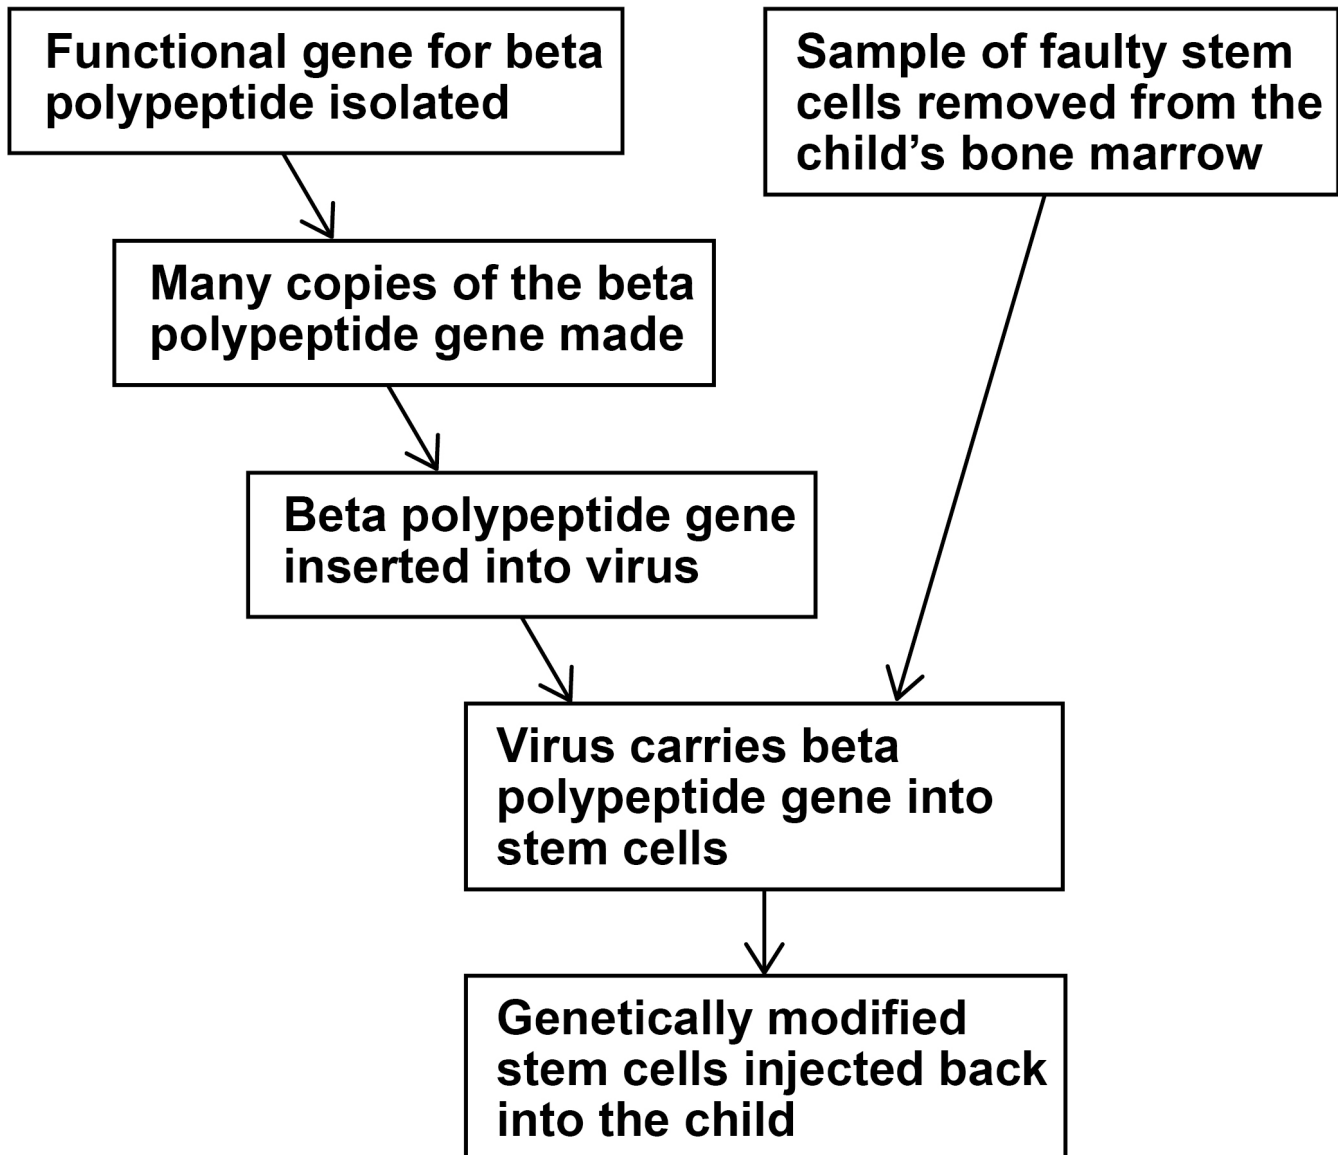 Functional gene for beta
polypeptide isolated
Sample of faulty stem
cells removed from the
child’s bone marrow
Many copies of the beta
polypeptide gene made
Beta polypeptide gene
inserted into virus
Virus carries beta
polypeptide gene into
stem cells
Genetically modified
stem cells injected back
into the child